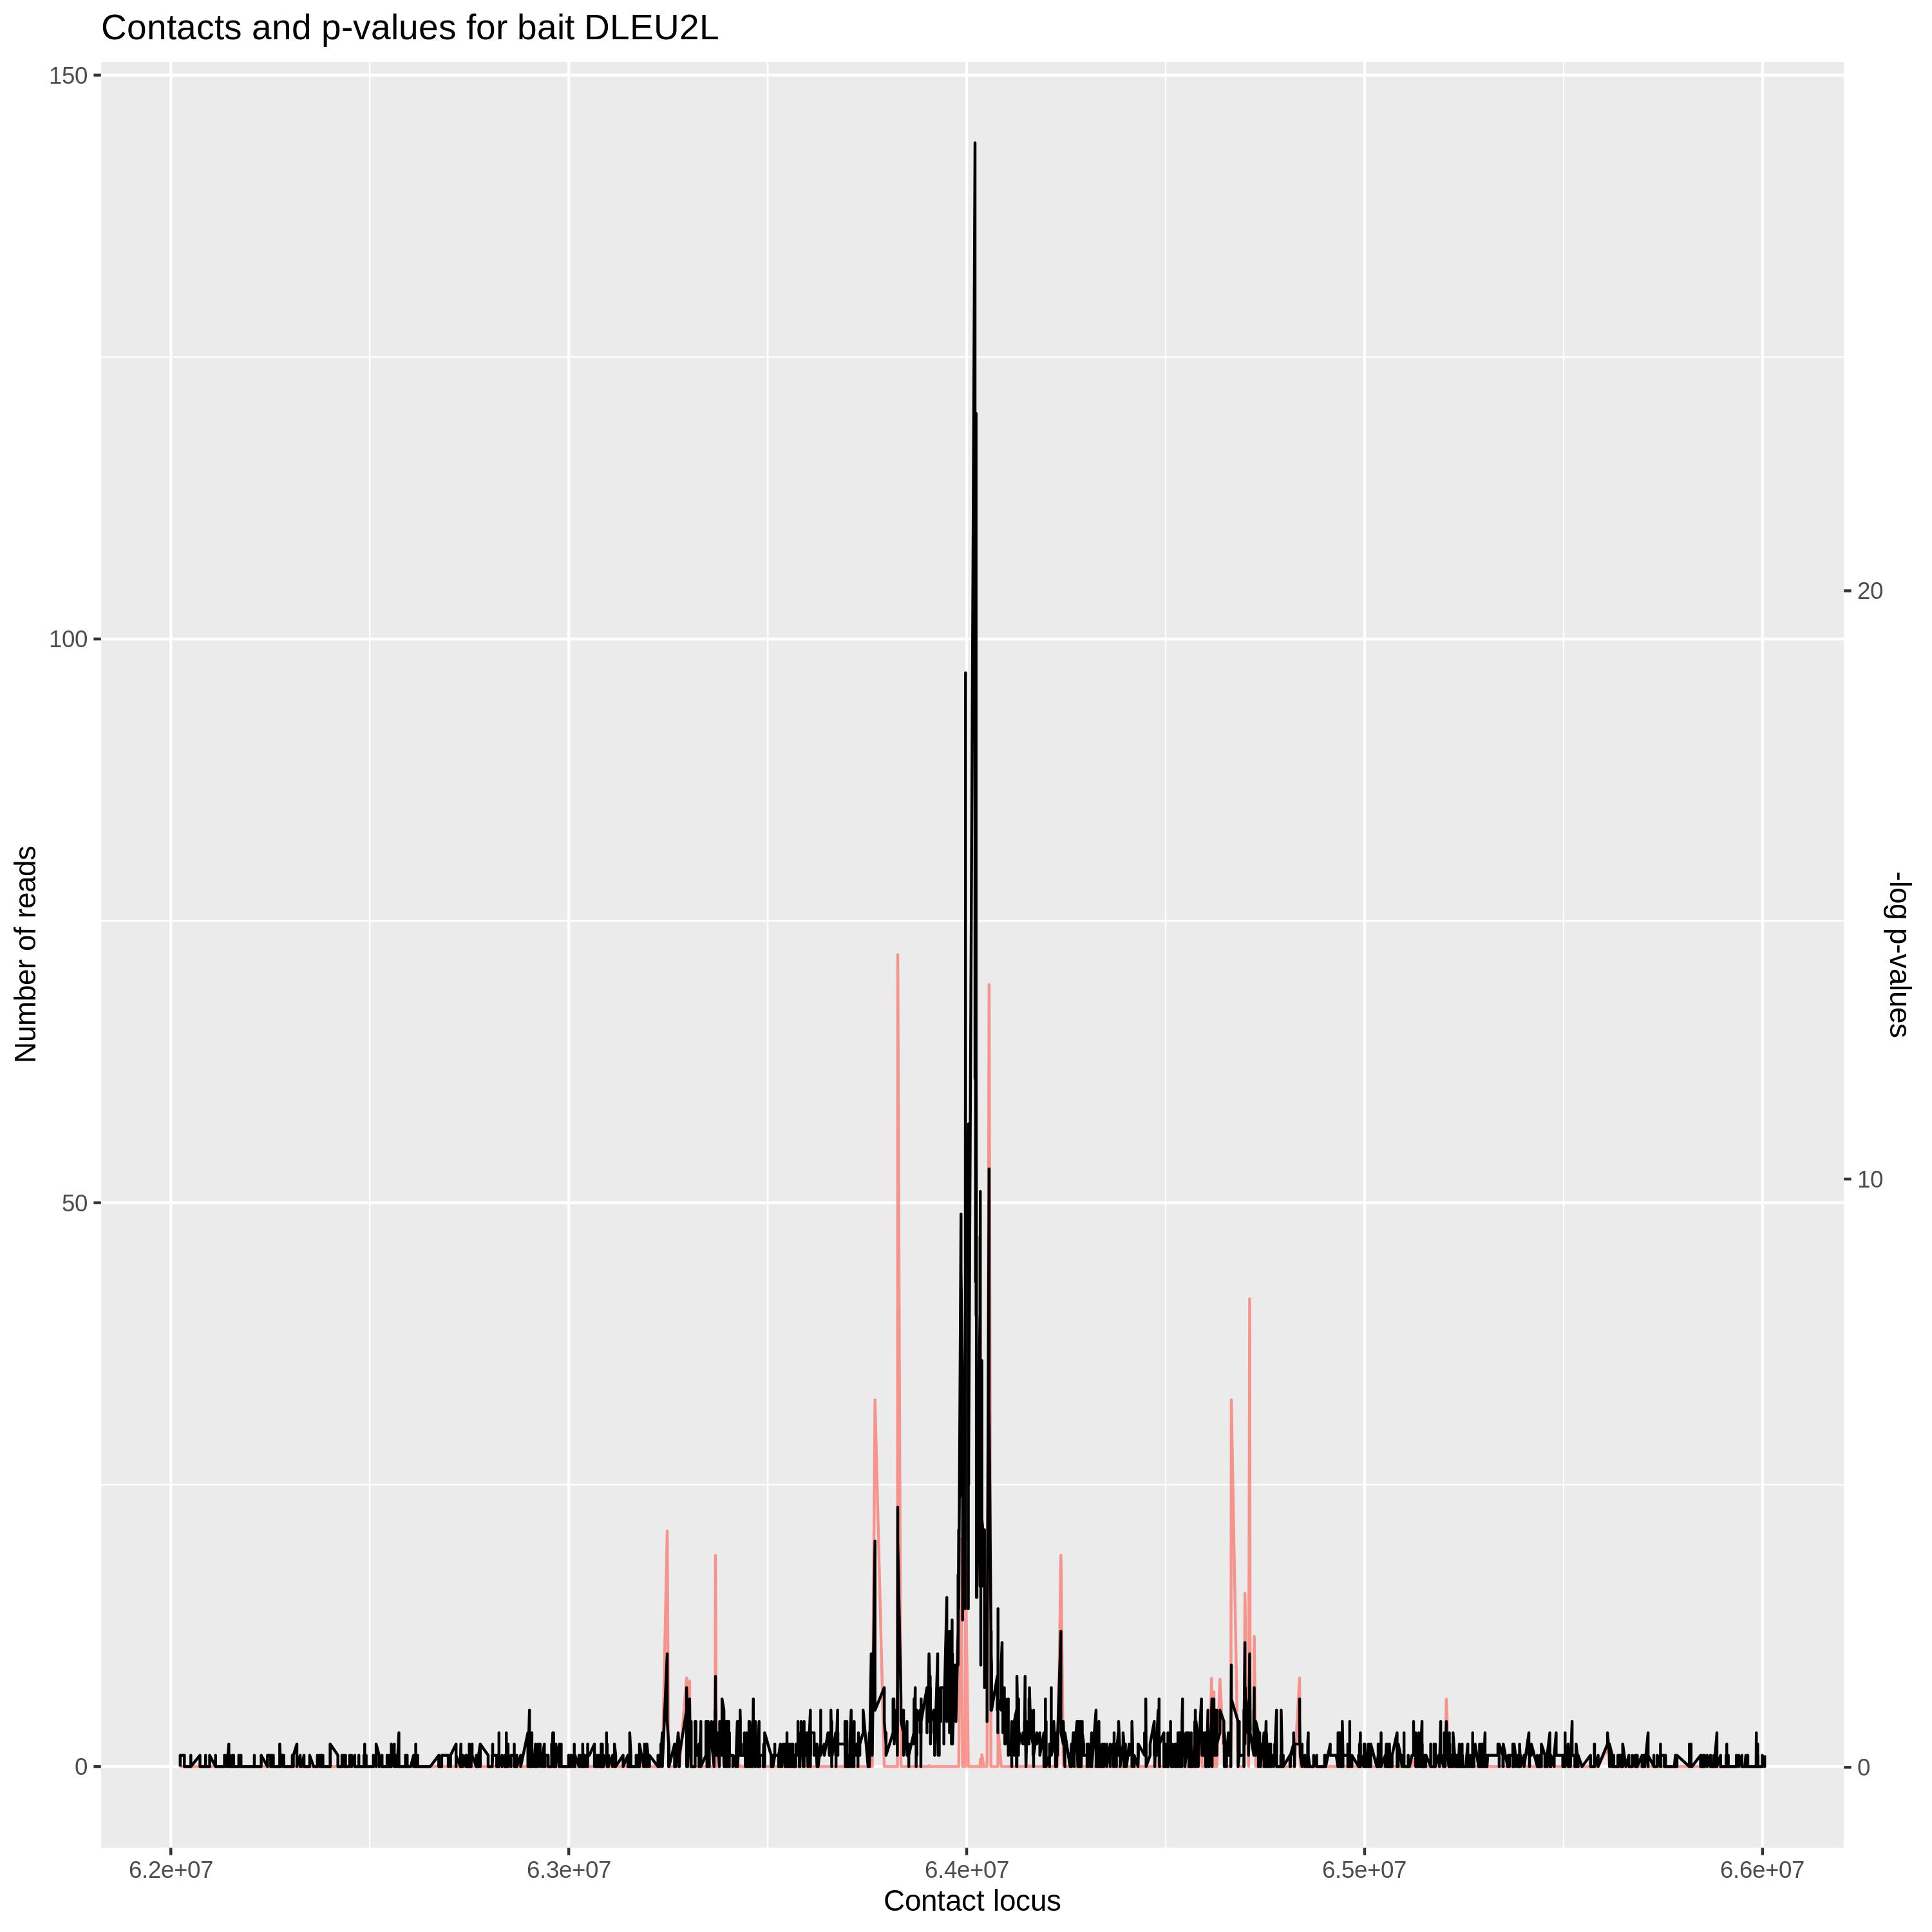 Contacts and p-values for bait DLEU2L
150
100
50
0
Number of reads
20
10
0
-log p-values
6.2e+07 6.3e+07 6.4e+07 6.5e+07 6.6e+07
Contact locus